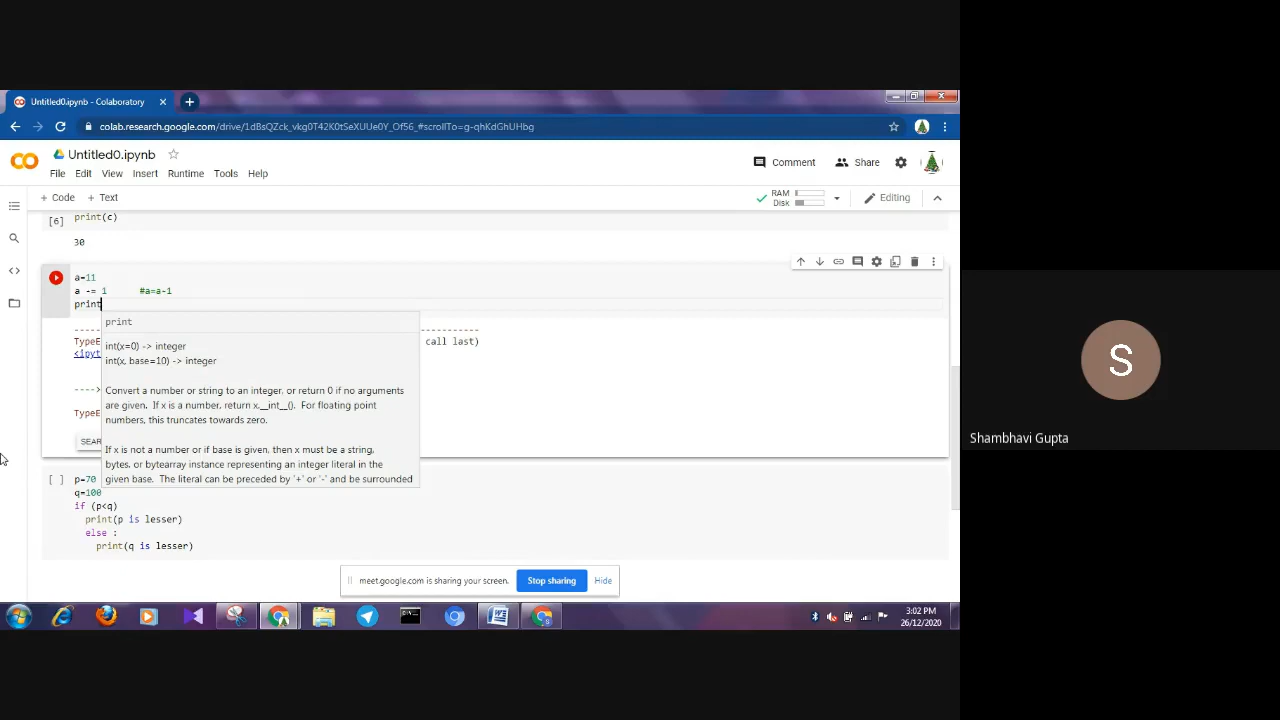 Untitled0.ipynb - Colaboratory
colab.research.google.com/drive/1dBsQZck_vkg0T42K0tSeXUUe0Y_Of56_#scrollTo=g-qhKdGhUHbg
Untitled0.ipynb
Comment
Share
File Edit View Insert Runtime Tools Help
+ Code + Text
RAM
Disk
Editing
[6] print(c)
30
a=11
a -= 1 #a=a-1
print
print
int(x=0) -> integer
TypeE call last)
int(x, base=10) -> integer
<ipyt
Convert a number or string to an integer, or return 0 if no arguments
are given. If x is a number, return x.__int__(). For floating point
numbers, this truncates towards zero.
TypeE
SEAR
If x is not a number or if base is given, then x must be a string,
bytes, or bytearray instance representing an integer literal in the
given base. The literal can be preceded by '+' or '-' and be surrounded
[ ] p=70
q=100
if (p<q)
print(p is lesser)
else :
print(q is lesser)
meet.google.com is sharing your screen. Stop sharing Hide
3:02 PM
26/12/2020
S
Shambhavi Gupta